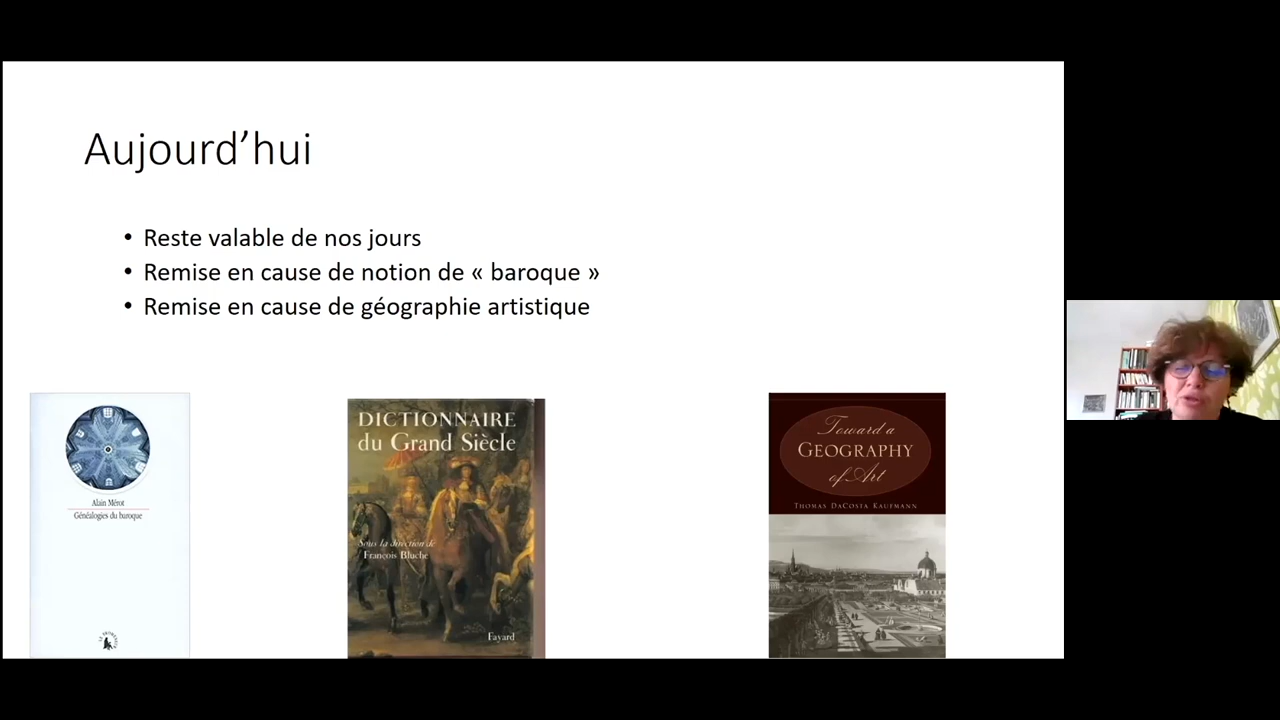 Aujourd’hui
• Reste valable de nos jours
• Remise en cause de notion de « baroque »
• Remise en cause de géographie artistique
Alain Mérot
Généalogies du baroque
DICTIONNAIRE
du Grand Siècle
Sous la direction de
François Bluche
Fayard
Toward a
GEOGRAPHY
of Art
THOMAS DACOSTA KAUFMANN